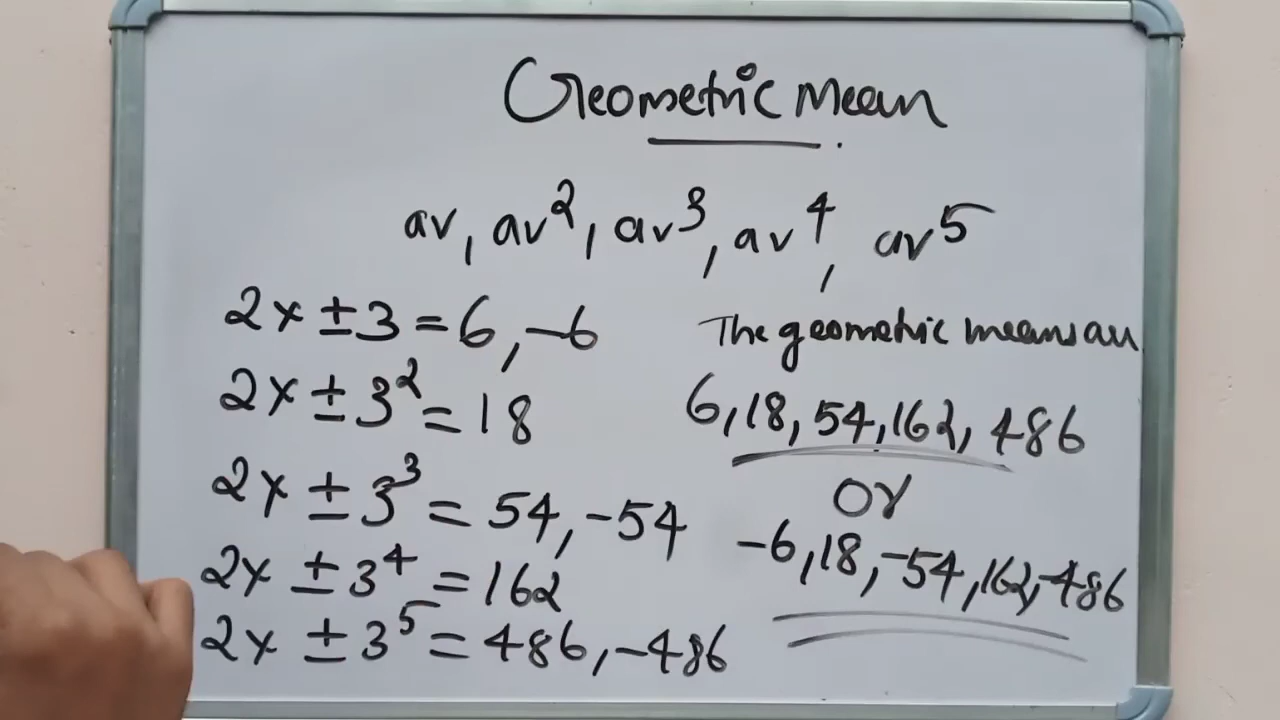 Geometric Mean
ar, ar², ar³, ar⁴, ar⁵
2 x ±3 = 6, -6
2 x ±3² = 18
2 x ±3³ = 54, -54
2 x ±3⁴ = 162
2 x ±3⁵ = 486, -486
The geometric means are
6, 18, 54, 162, 486
or
-6, 18, -54, 162, -486